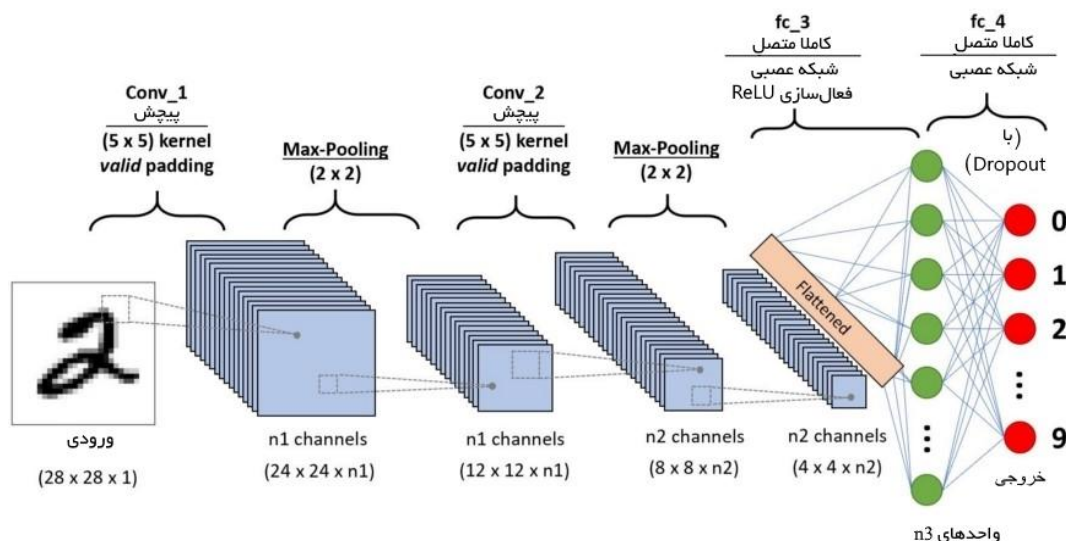 fc_3
کاملا متصل
شبکه عصبی
فعال‌سازی ReLU
fc_4
کاملا متصل
شبکه عصبی
(با
Dropout)
Conv_1
پیچش
(5 x 5) kernel
valid padding
Max-Pooling
(2 x 2)
Conv_2
پیچش
(5 x 5) kernel
valid padding
Max-Pooling
(2 x 2)
2
ورودی
(28 x 28 x 1)
n1 channels
(24 x 24 x n1)
n1 channels
(12 x 12 x n1)
n2 channels
(8 x 8 x n2)
n2 channels
(4 x 4 x n2)
Flattened
...
واحدهای n3
0
1
2
...
9
خروجی